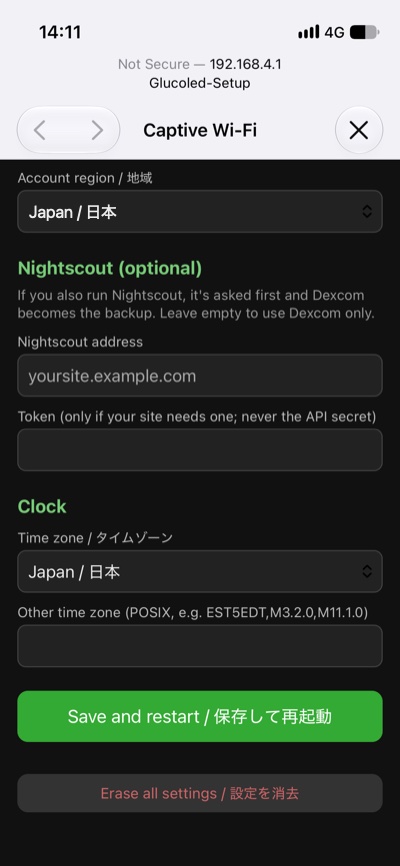 14:11
4G
Not Secure — 192.168.4.1
Glucoled-Setup
Captive Wi-Fi
Account region / 地域
Japan / 日本
Nightscout (optional)
If you also run Nightscout, it's asked first and Dexcom
becomes the backup. Leave empty to use Dexcom only.
Nightscout address
yoursite.example.com
Token (only if your site needs one; never the API secret)
Clock
Time zone / タイムゾーン
Japan / 日本
Other time zone (POSIX, e.g. EST5EDT,M3.2.0,M11.1.0)
Save and restart / 保存して再起動
Erase all settings / 設定を消去